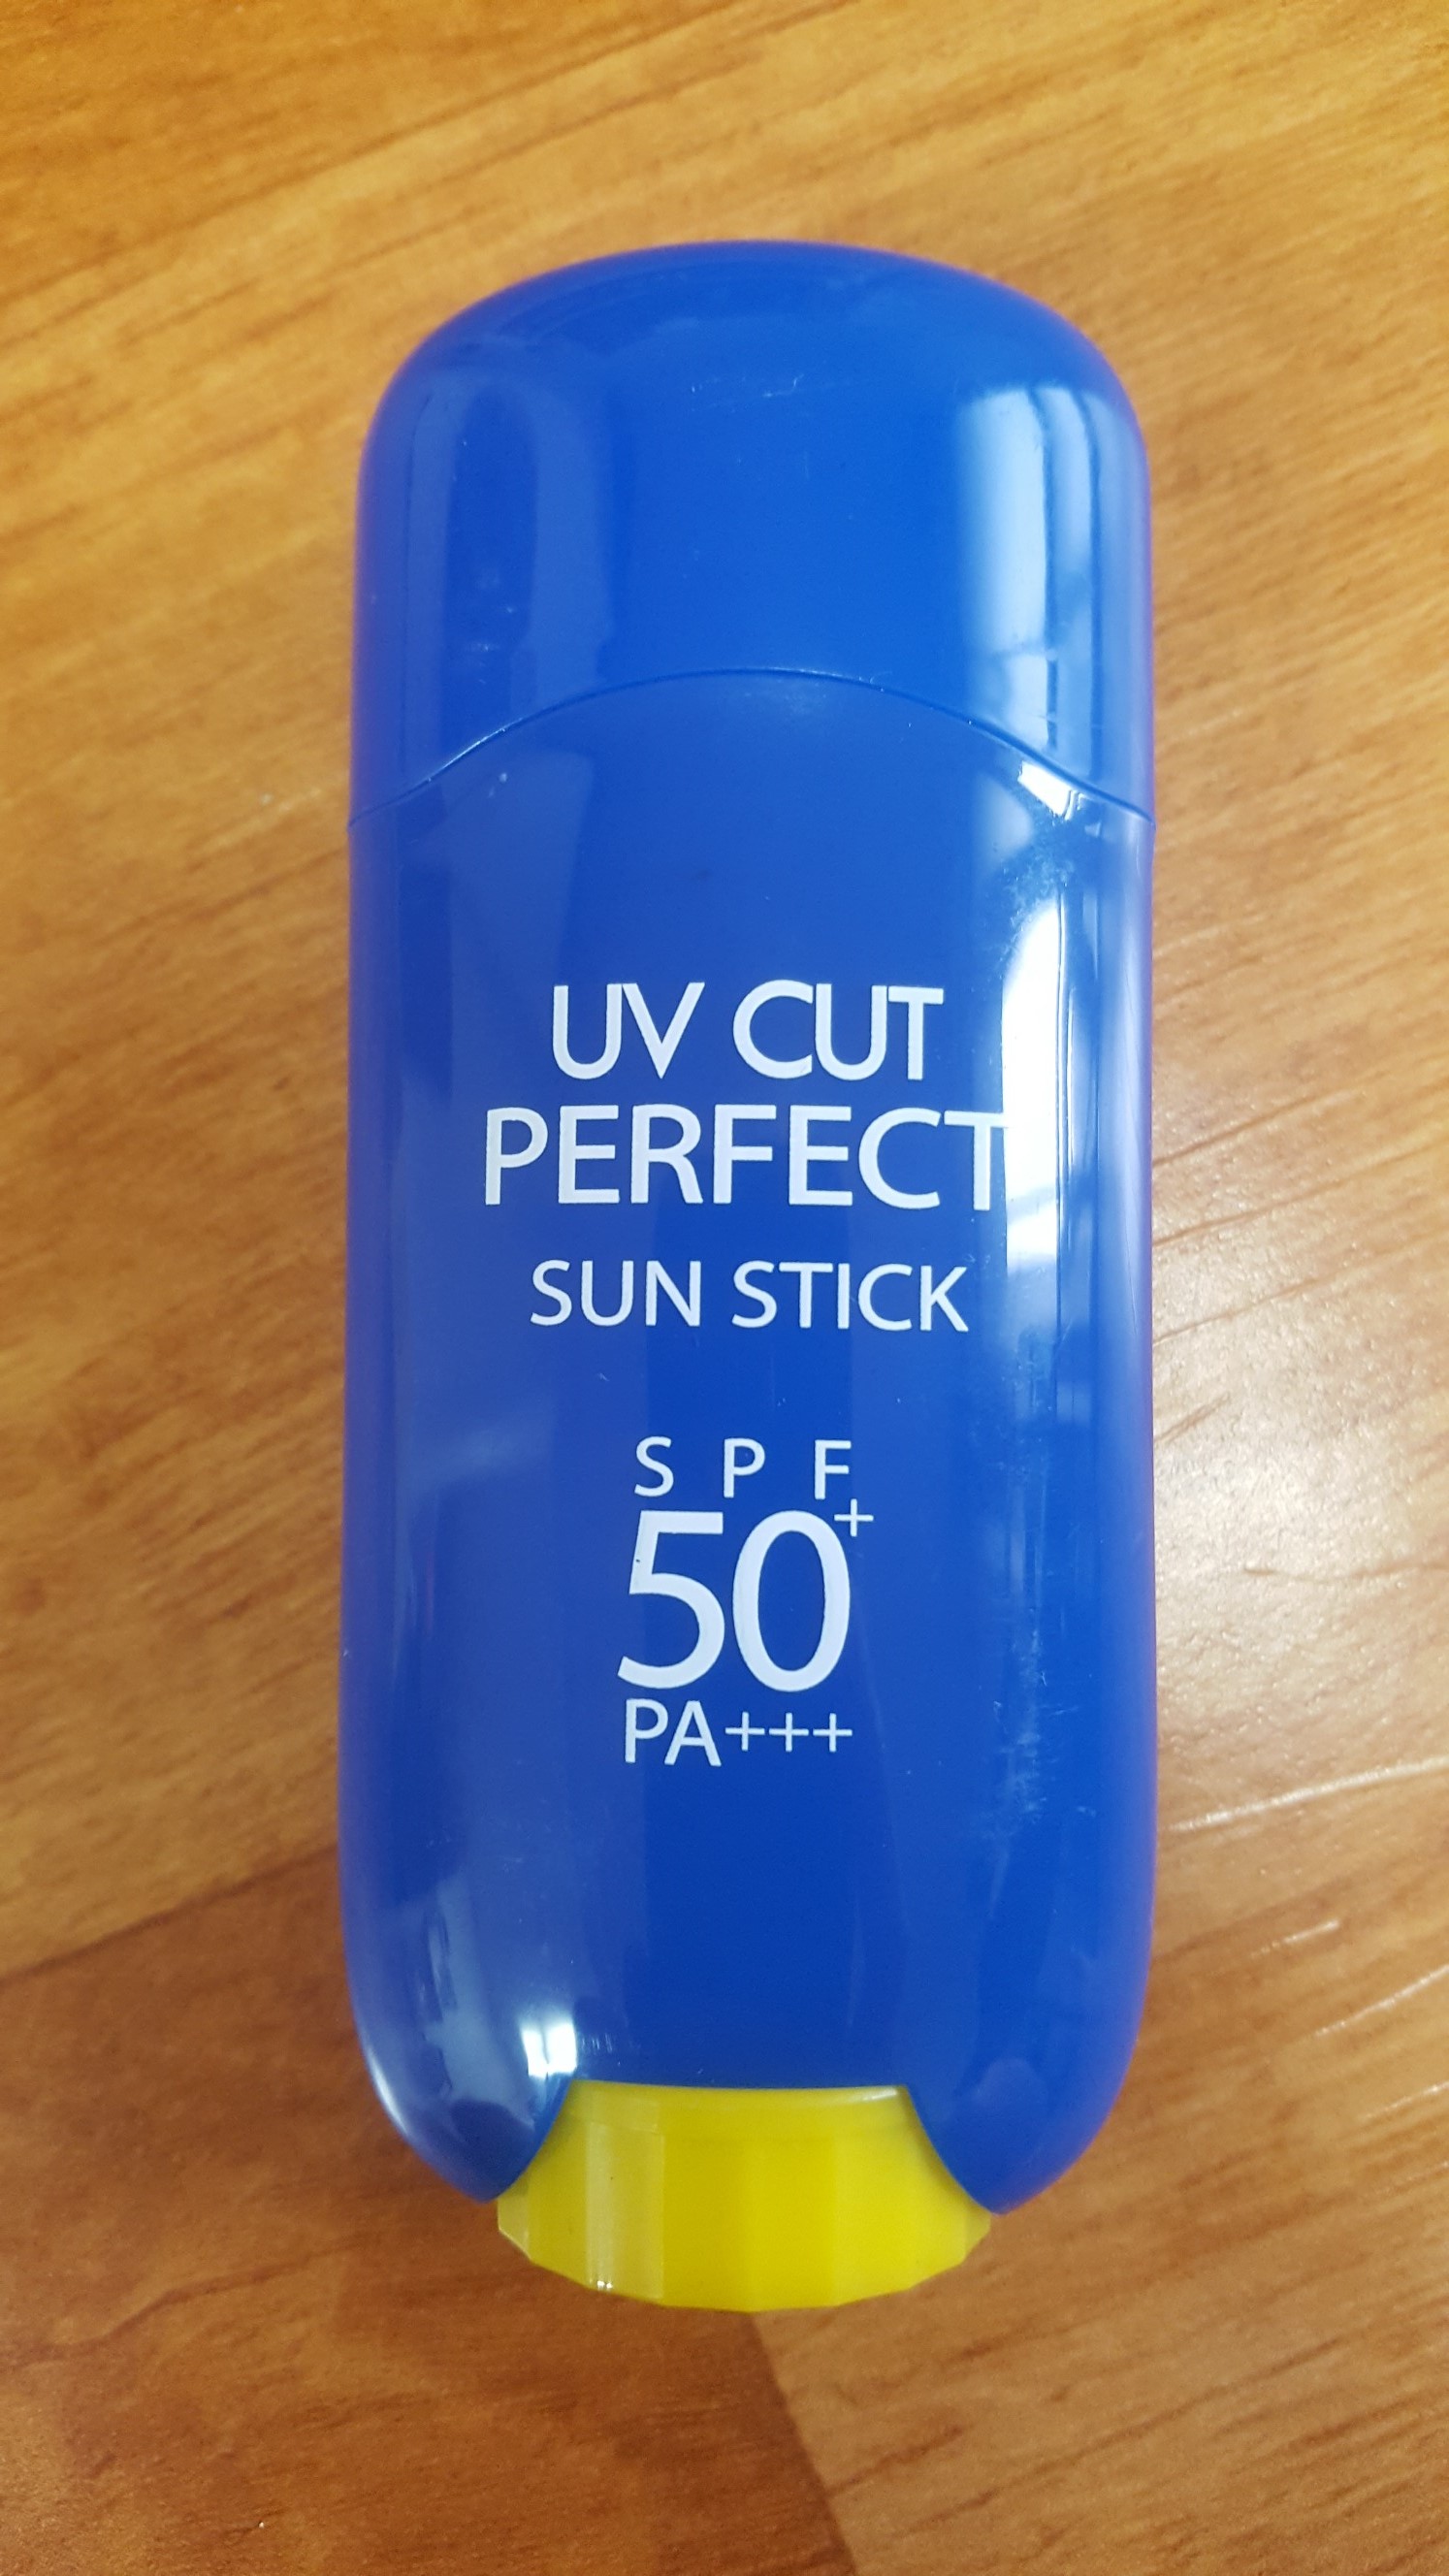 UV CUT
PERFECT
SUN STICK
SPF
50+
PA+++